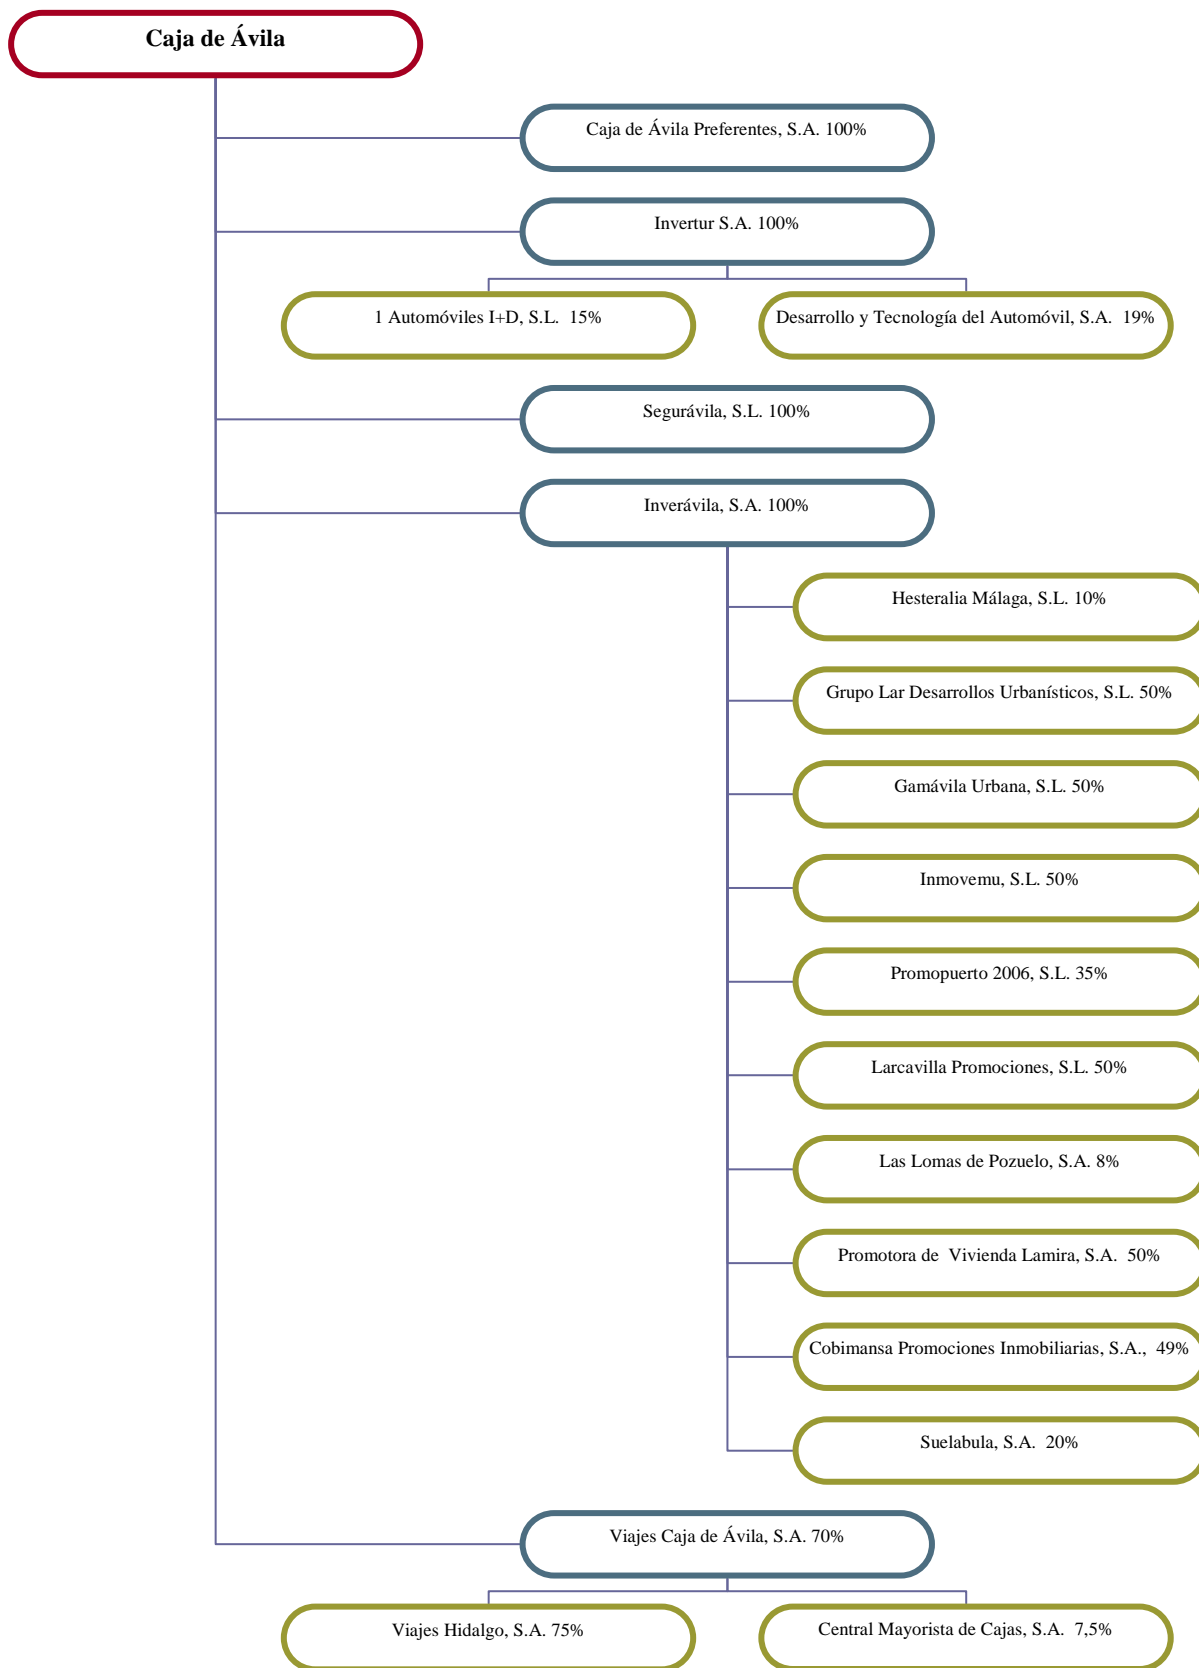 Caja de Ávila
Caja de Ávila Preferentes, S.A. 100%
Invertur S.A. 100%
1 Automóviles I+D, S.L.  15%
Desarrollo y Tecnología del Automóvil, S.A.  19%
Segurávila, S.L. 100%
Inverávila, S.A. 100%
Hesteralia Málaga, S.L. 10%
Grupo Lar Desarrollos Urbanísticos, S.L. 50%
Gamávila Urbana, S.L. 50%
Inmovemu, S.L. 50%
Promopuerto 2006, S.L. 35%
Larcavilla Promociones, S.L. 50%
Las Lomas de Pozuelo, S.A. 8%
Promotora de  Vivienda Lamira, S.A.  50%
Cobimansa Promociones Inmobiliarias, S.A.,  49%
Suelabula, S.A.  20%
Viajes Caja de Ávila, S.A. 70%
Viajes Hidalgo, S.A. 75%
Central Mayorista de Cajas, S.A.  7,5%